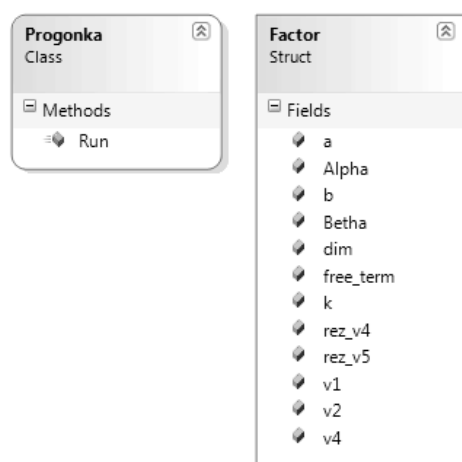 Progonka
Class
Methods
Run
Factor
Struct
Fields
a
Alpha
b
Betha
dim
free_term
k
rez_v4
rez_v5
v1
v2
v4